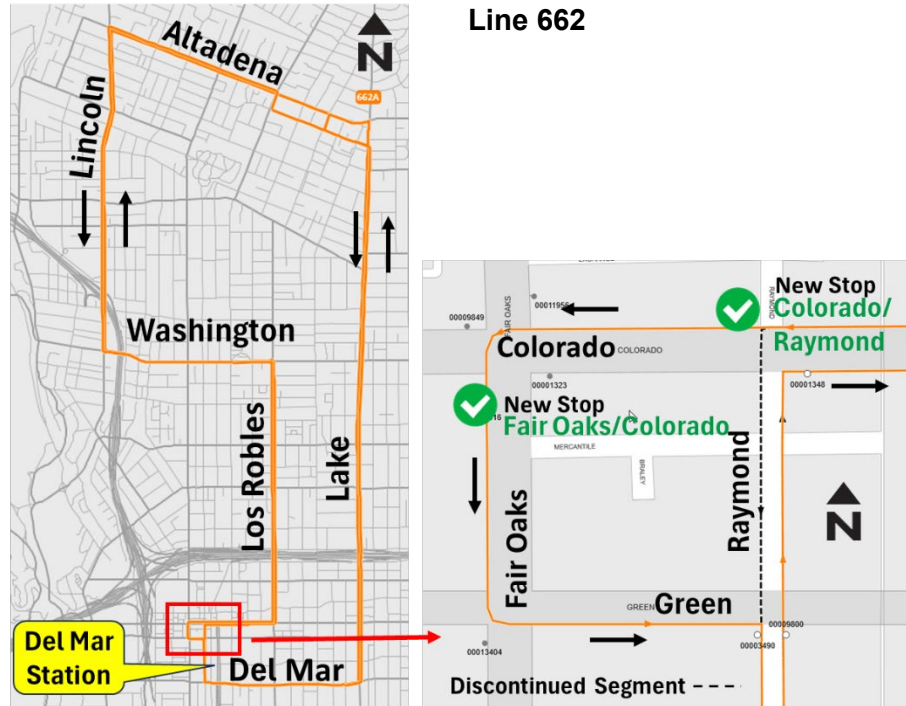 Line 662
Altadena
N
662A
Lincoln
Washington
Los Robles
Lake
Del Mar
Station
Del Mar
FAIR OAKS
00011956
00009849
RAYMOND
New Stop
Colorado/
Raymond
Colorado
COLORADO
00001323
00001348
New Stop
16
Fair Oaks/Colorado
MERCANTILE
BRALEY
Raymond
N
Fair Oaks
GREEN
Green
00009800
00003490
00013404
Discontinued Segment